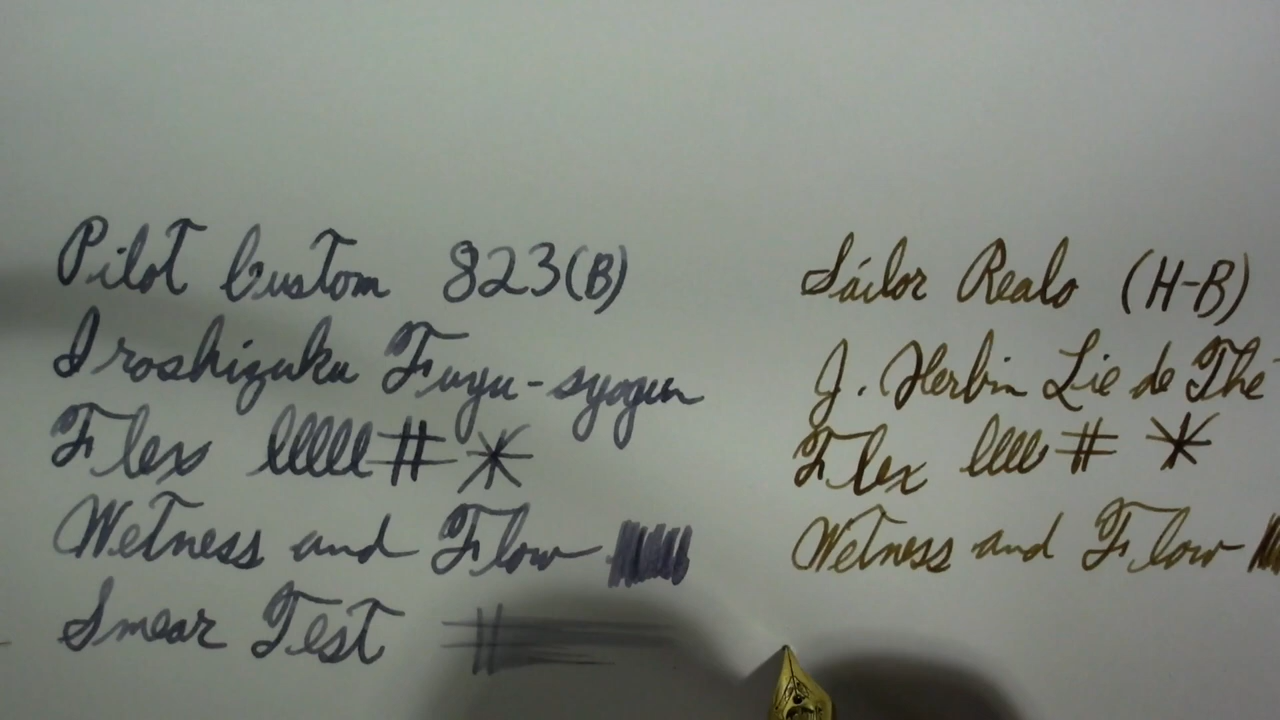 Pilot Custom 823(B)
Iroshizuku Fuyu-syogun
Flex lllll # *
Wetness and Flow
Smear Test #
Sailor Realo (H-B)
J. Herbin Lie de Thé
Flex llll # *
Wetness and Flow